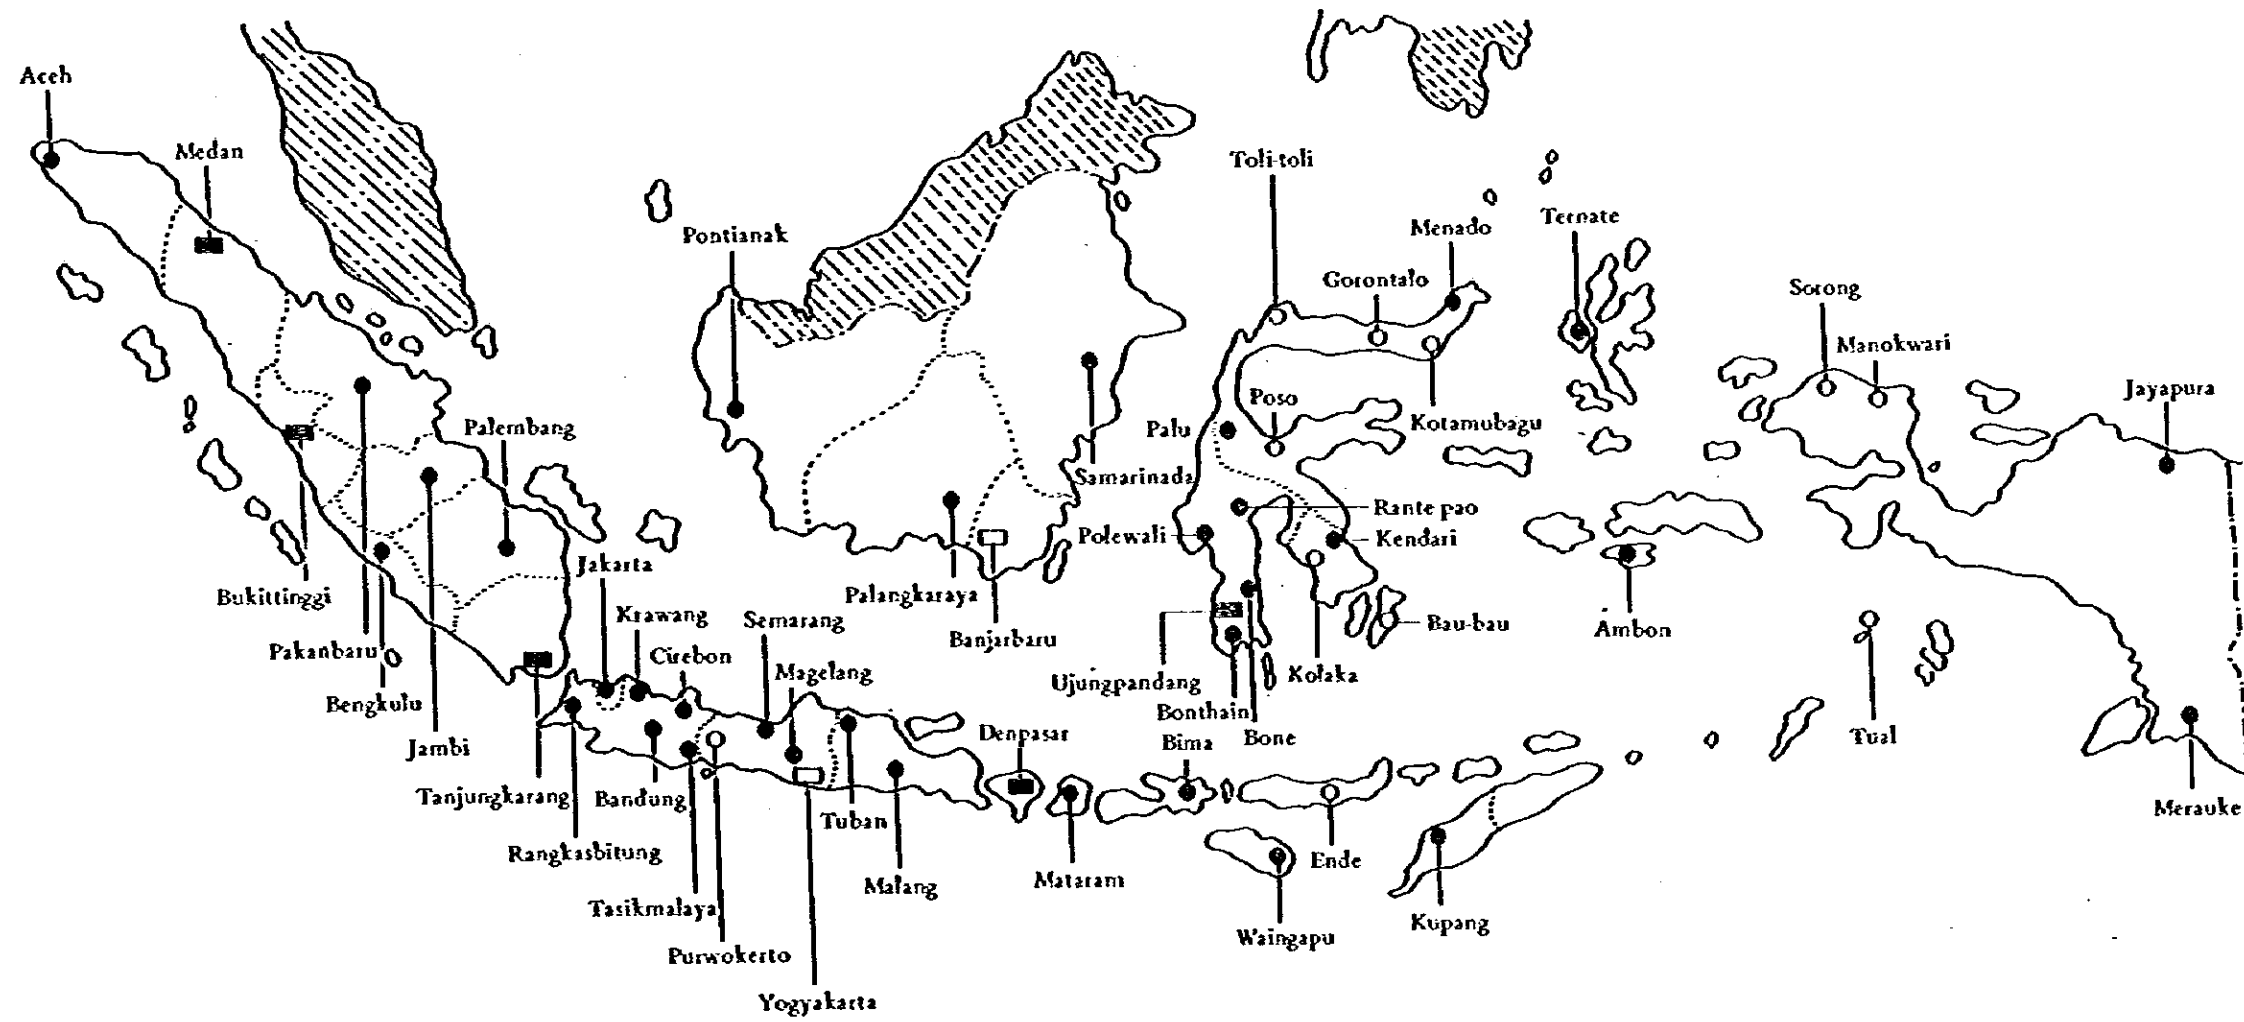 Aceh
Medan
Pontianak
Toli-toli
Menado
Ternate
Gorontalo
Sorong
Manokwari
Jayapura
Poso
Kotamubagu
Palu
Palembang
Samarinada
Rante pao
Polewali
Kendari
Jakarta
Bukittinggi
Palangkaraya
Krawang
Semarang
Banjarbaru
Bau-bau
Ambon
Pakanbaru
Cirebon
Magelang
Ujungpandang
Kolaka
Bengkulu
Bonthain
Jambi
Denpasar
Bima
Bone
Tual
Tanjungkarang
Bandung
Tuban
Merauke
Rangkasbitung
Malang
Mataram
Ende
Tasikmalaya
Waingapu
Kupang
Purwokerto
Yogyakarta